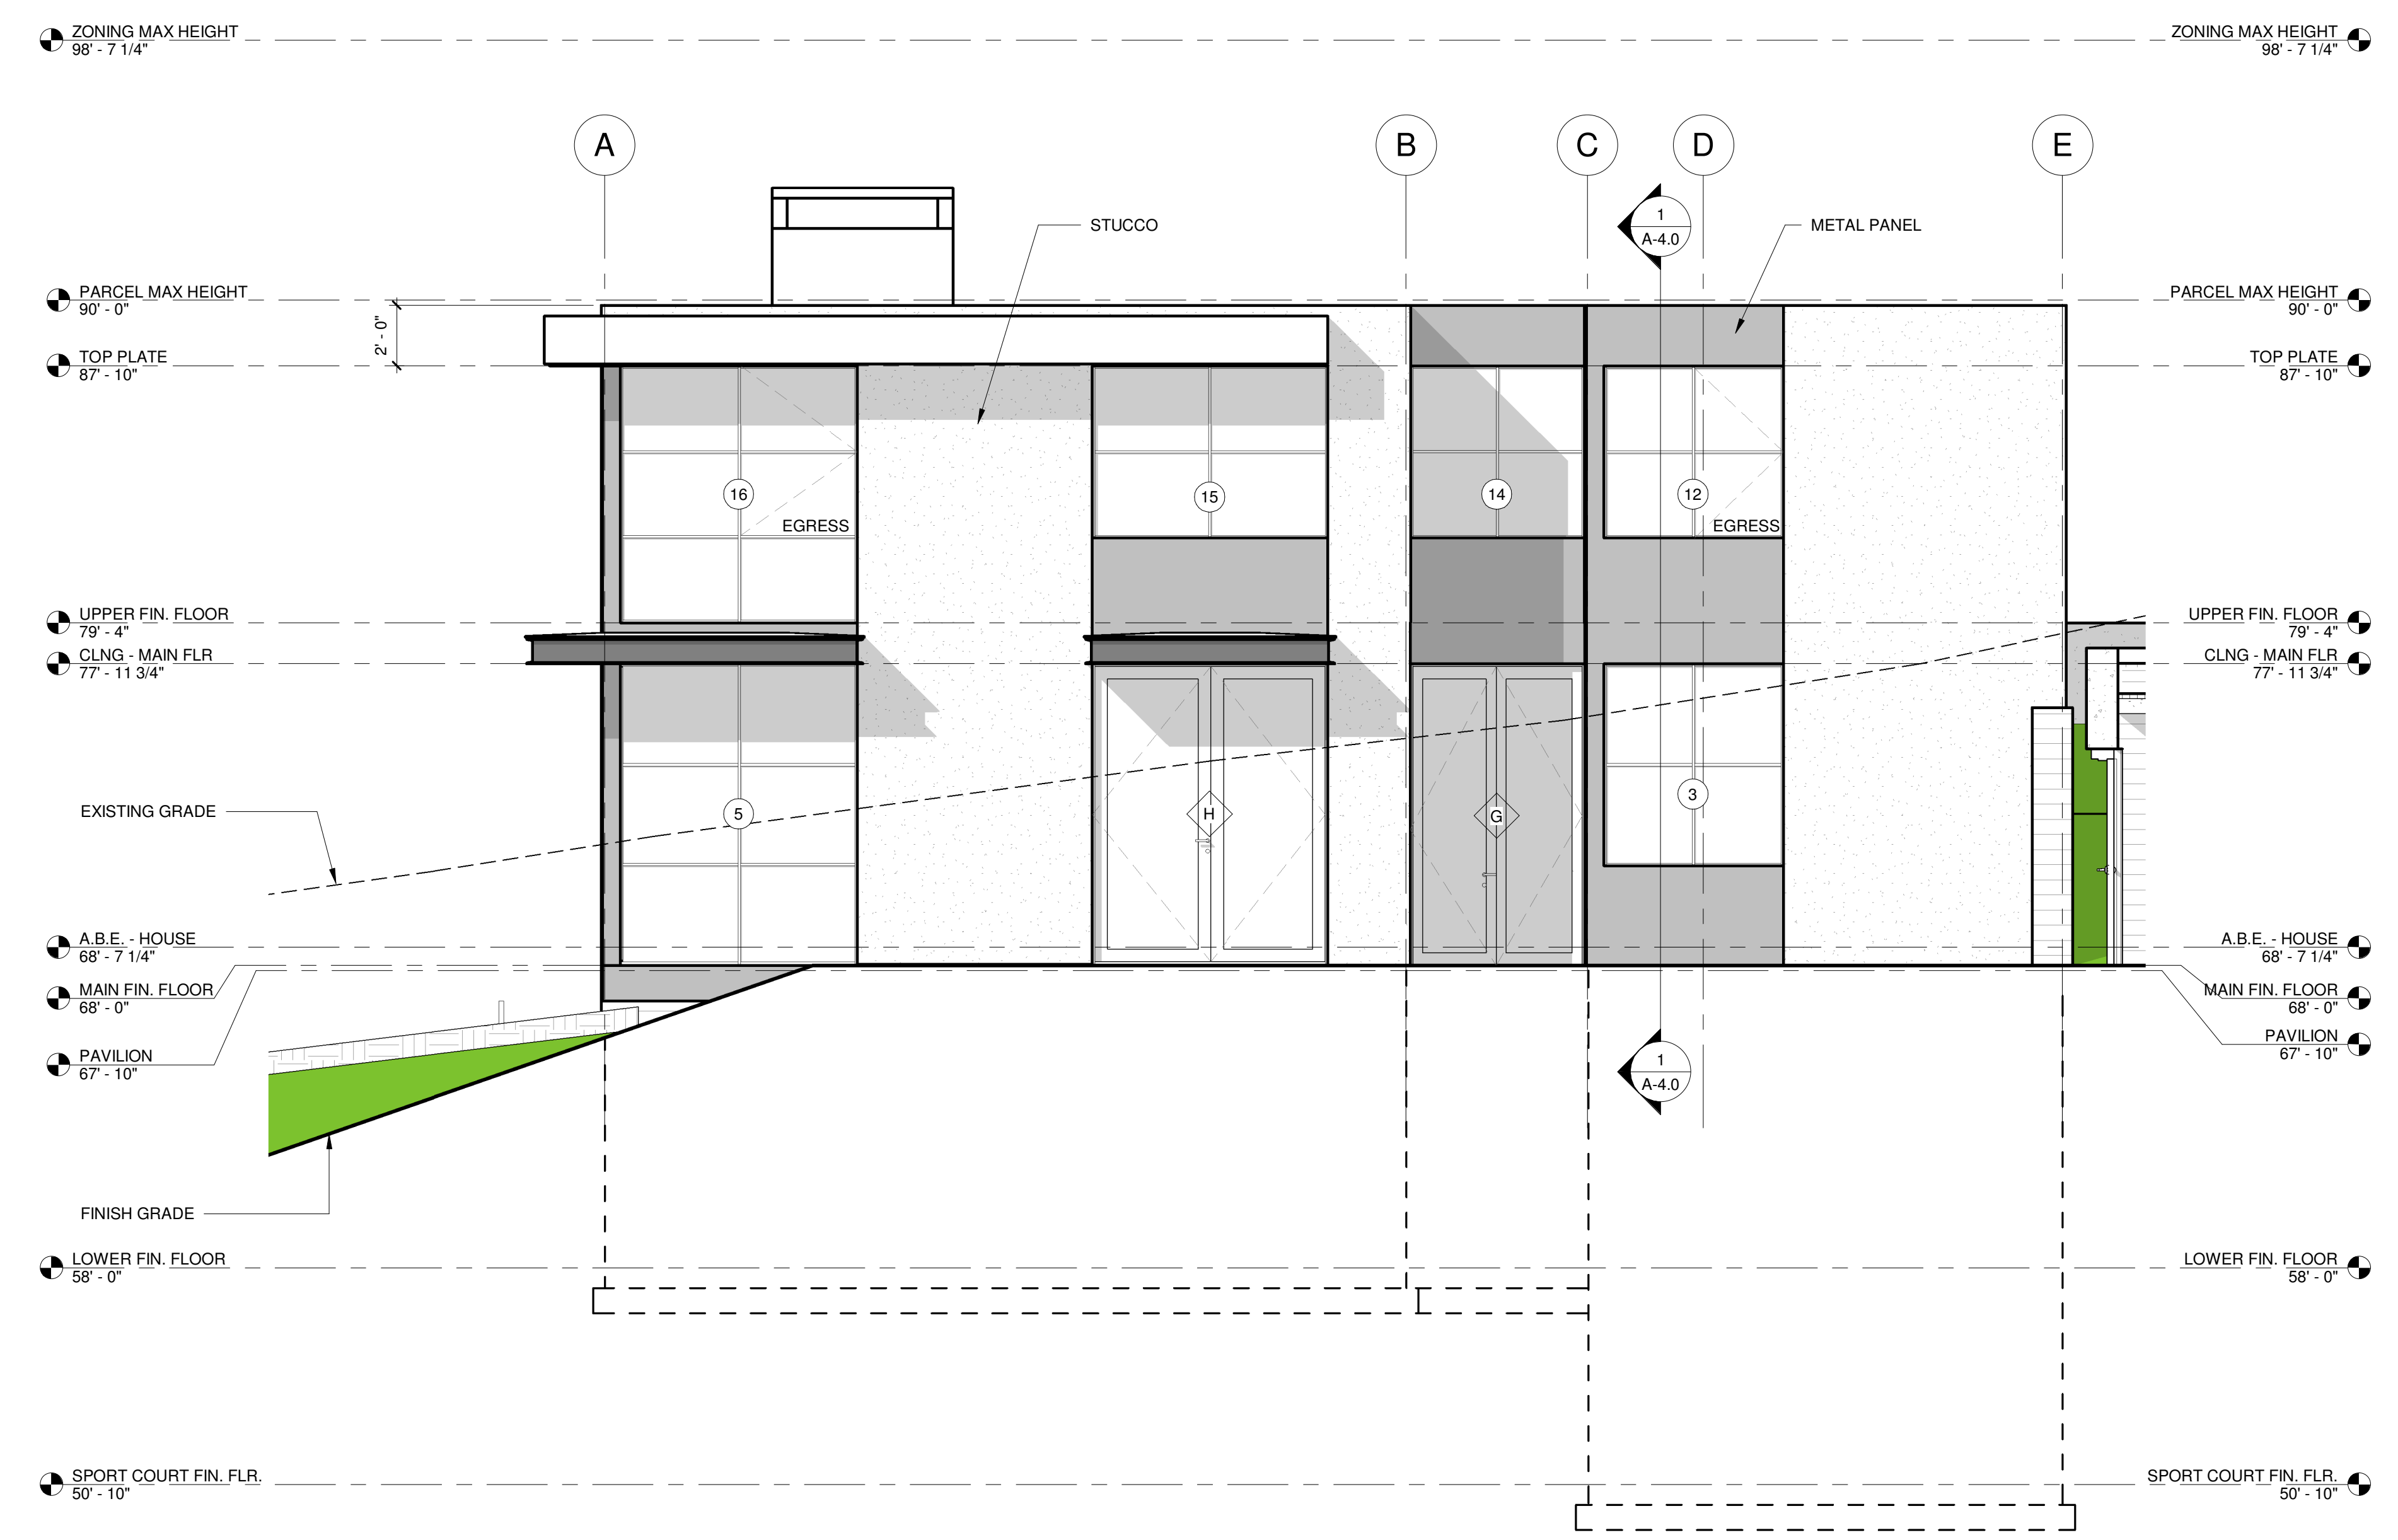 ZONING MAX HEIGHT
98' - 7 1/4"
ZONING MAX HEIGHT
98' - 7 1/4"
A
B
C
D
E
1
A-4.0
STUCCO
METAL PANEL
PARCEL MAX HEIGHT
90' - 0"
2' - 0"
PARCEL MAX HEIGHT
90' - 0"
TOP PLATE
87' - 10"
TOP PLATE
87' - 10"
16
EGRESS
15
14
12
EGRESS
UPPER FIN. FLOOR
79' - 4"
UPPER FIN. FLOOR
79' - 4"
CLNG - MAIN FLR
77' - 11 3/4"
CLNG - MAIN FLR
77' - 11 3/4"
EXISTING GRADE
5
H
G
3
A.B.E. - HOUSE
68' - 7 1/4"
A.B.E. - HOUSE
68' - 7 1/4"
MAIN FIN. FLOOR
68' - 0"
MAIN FIN. FLOOR
68' - 0"
PAVILION
67' - 10"
PAVILION
67' - 10"
1
A-4.0
FINISH GRADE
LOWER FIN. FLOOR
58' - 0"
LOWER FIN. FLOOR
58' - 0"
SPORT COURT FIN. FLR.
50' - 10"
SPORT COURT FIN. FLR.
50' - 10"